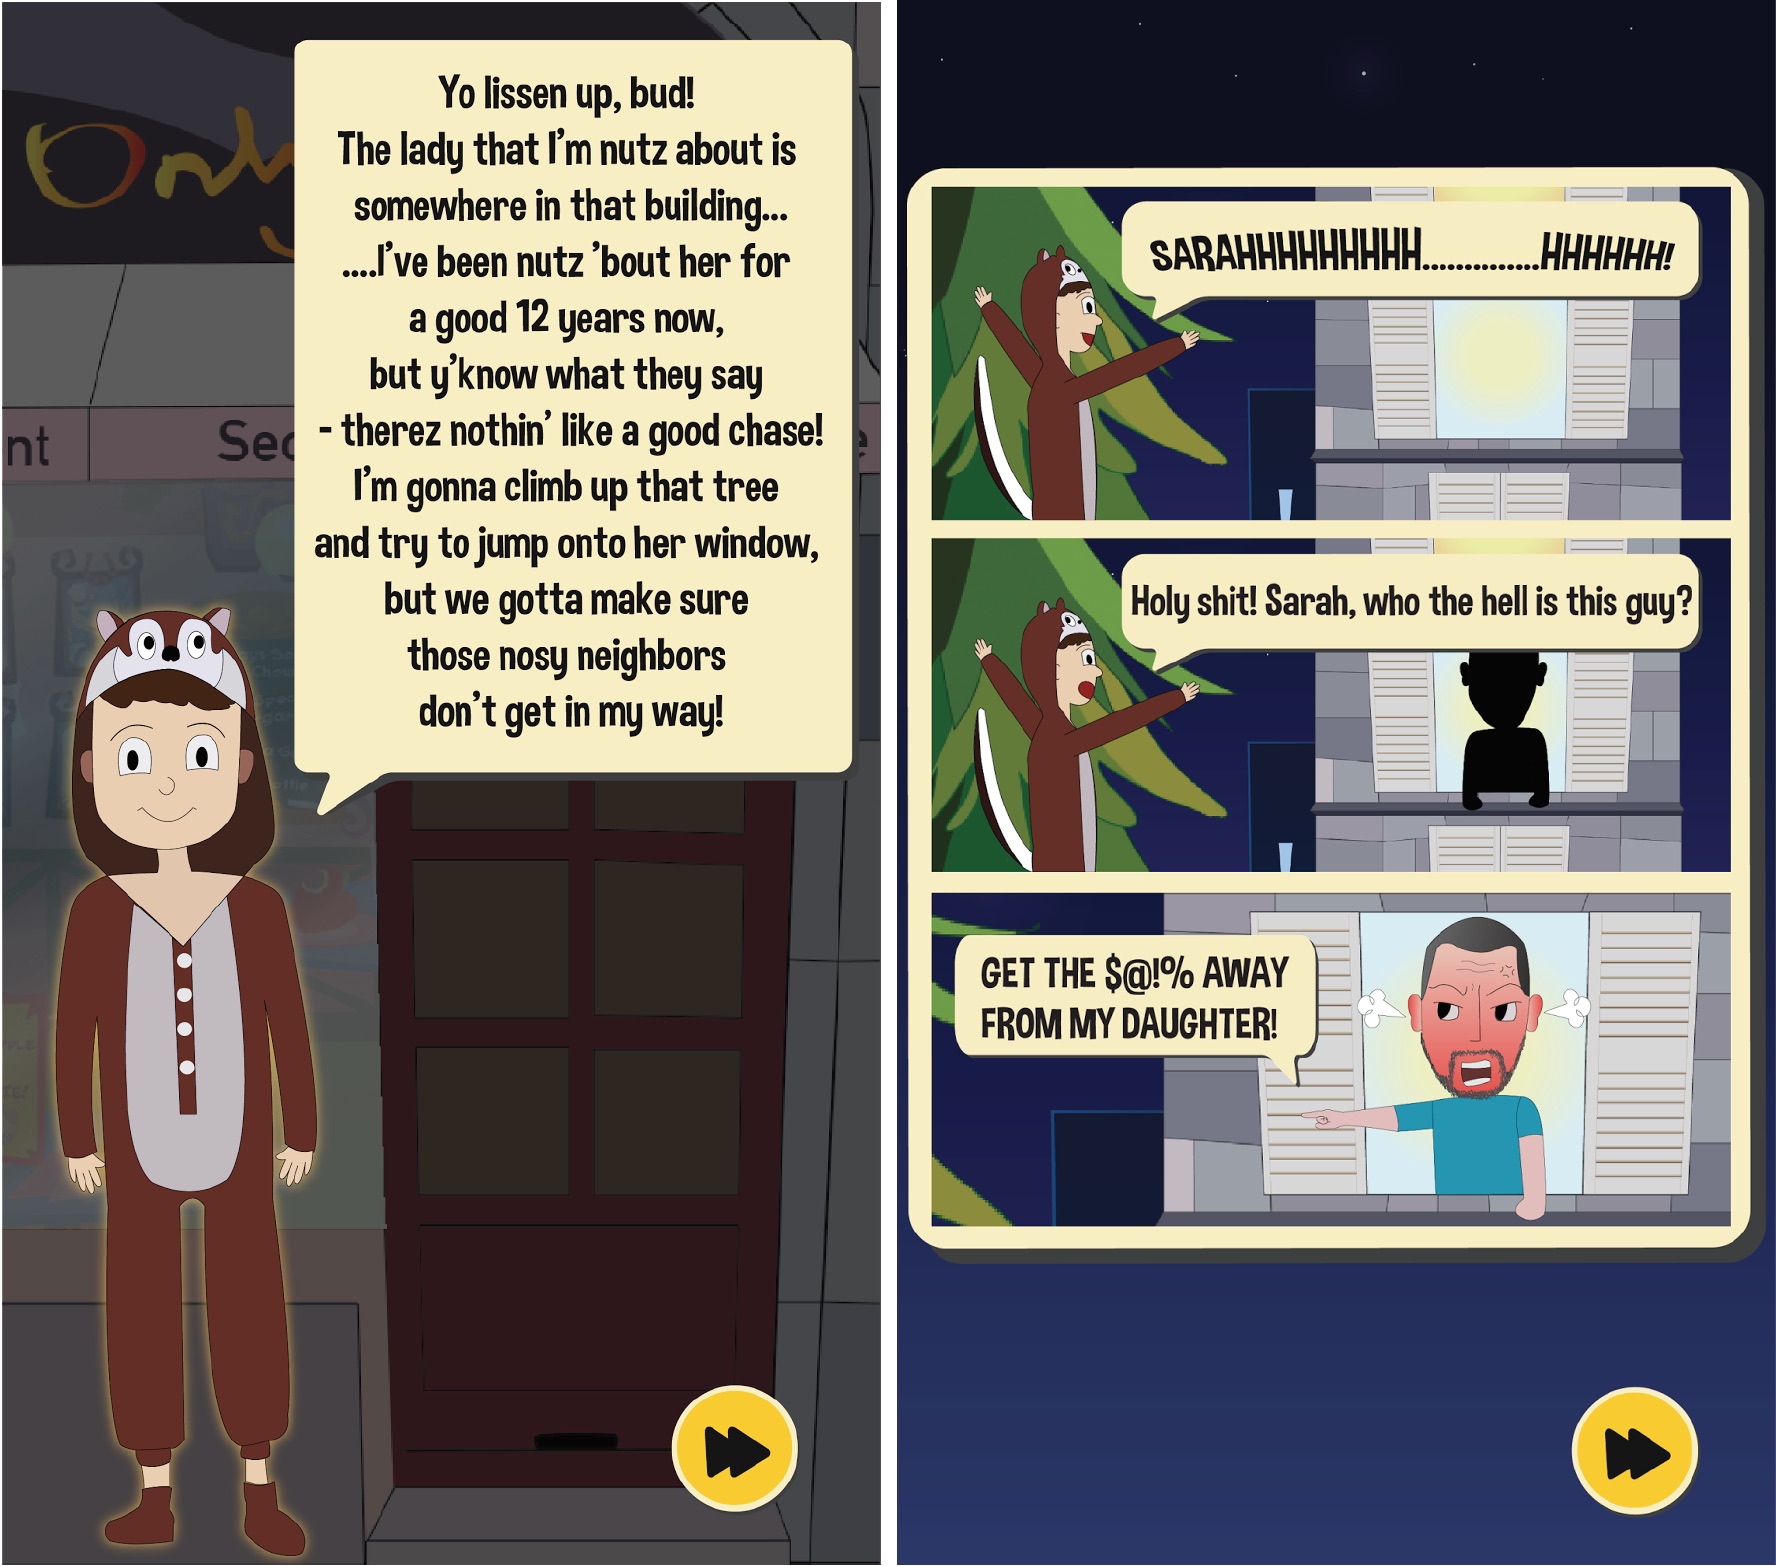 Yo lissen up, bud!
The lady that I'm nutz about is
somewhere in that building...
....I've been nutz 'bout her for
a good 12 years now,
but y'know what they say
- therez nothin' like a good chase!
I'm gonna climb up that tree
and try to jump onto her window,
but we gotta make sure
those nosy neighbors
don't get in my way!
Only
nt
Sec
e
SARAHHHHHHHHH..............HHHHHH!
Holy shit! Sarah, who the hell is this guy?
GET THE $@!% AWAY
FROM MY DAUGHTER!